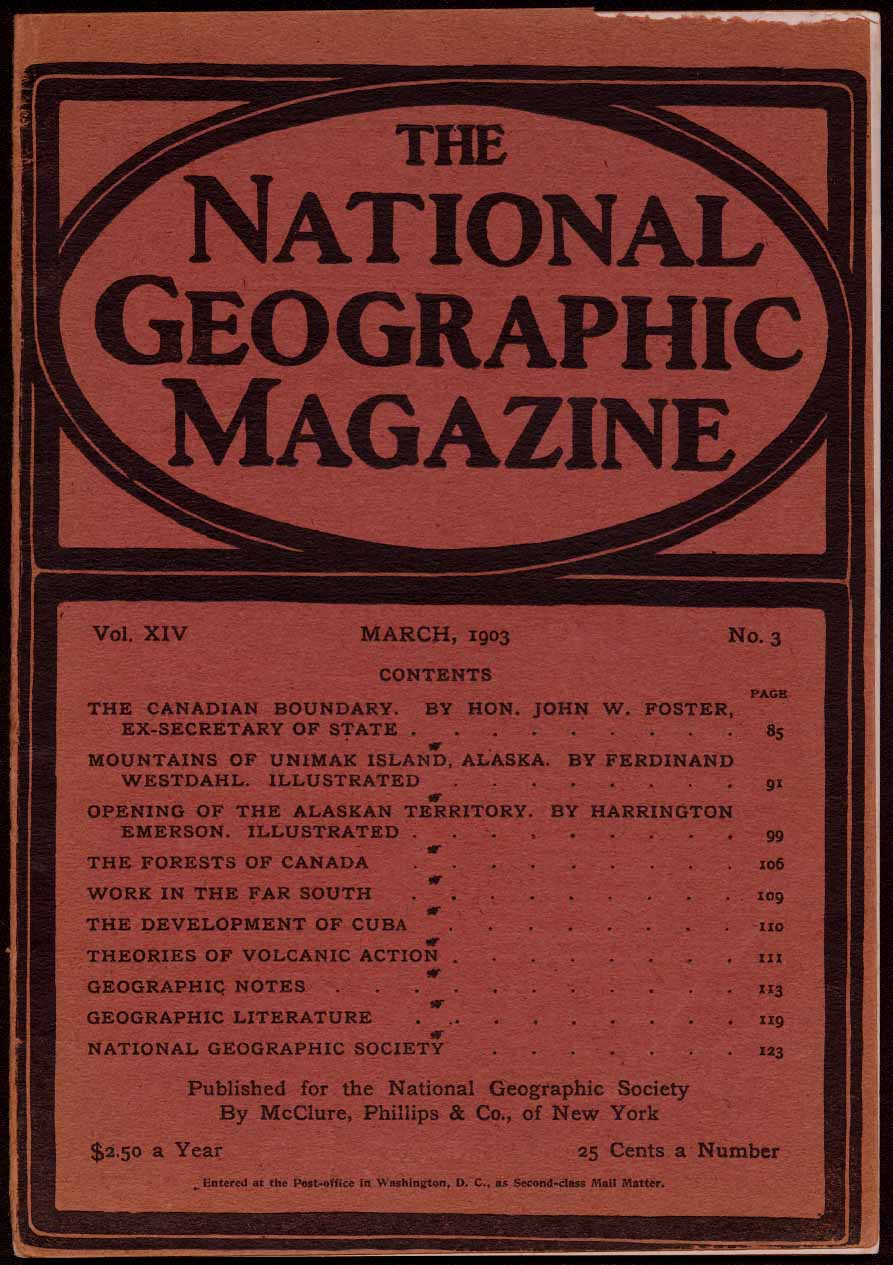 THE
NATIONAL
GEOGRAPHIC
MAGAZINE
Vol. XIV MARCH, 1903 No. 3
CONTENTS
PAGE
THE CANADIAN BOUNDARY. BY HON. JOHN W. FOSTER,
EX-SECRETARY OF STATE . . . . . . . . . 85
MOUNTAINS OF UNIMAK ISLAND, ALASKA. BY FERDINAND
WESTDAHL. ILLUSTRATED . . . . . . . . 91
OPENING OF THE ALASKAN TERRITORY. BY HARRINGTON
EMERSON. ILLUSTRATED . . . . . . . . . 99
THE FORESTS OF CANADA . . . . . . . . . 106
WORK IN THE FAR SOUTH . . . . . . . . . 109
THE DEVELOPMENT OF CUBA . . . . . . . . 110
THEORIES OF VOLCANIC ACTION . . . . . . . . 111
GEOGRAPHIC NOTES . . . . . . . . . . . 113
GEOGRAPHIC LITERATURE . . . . . . . . . 119
NATIONAL GEOGRAPHIC SOCIETY . . . . . . . 123
Published for the National Geographic Society
By McClure, Phillips & Co., of New York
$2.50 a Year 25 Cents a Number
Entered at the Post-office in Washington, D. C., as Second-class Mail Matter.